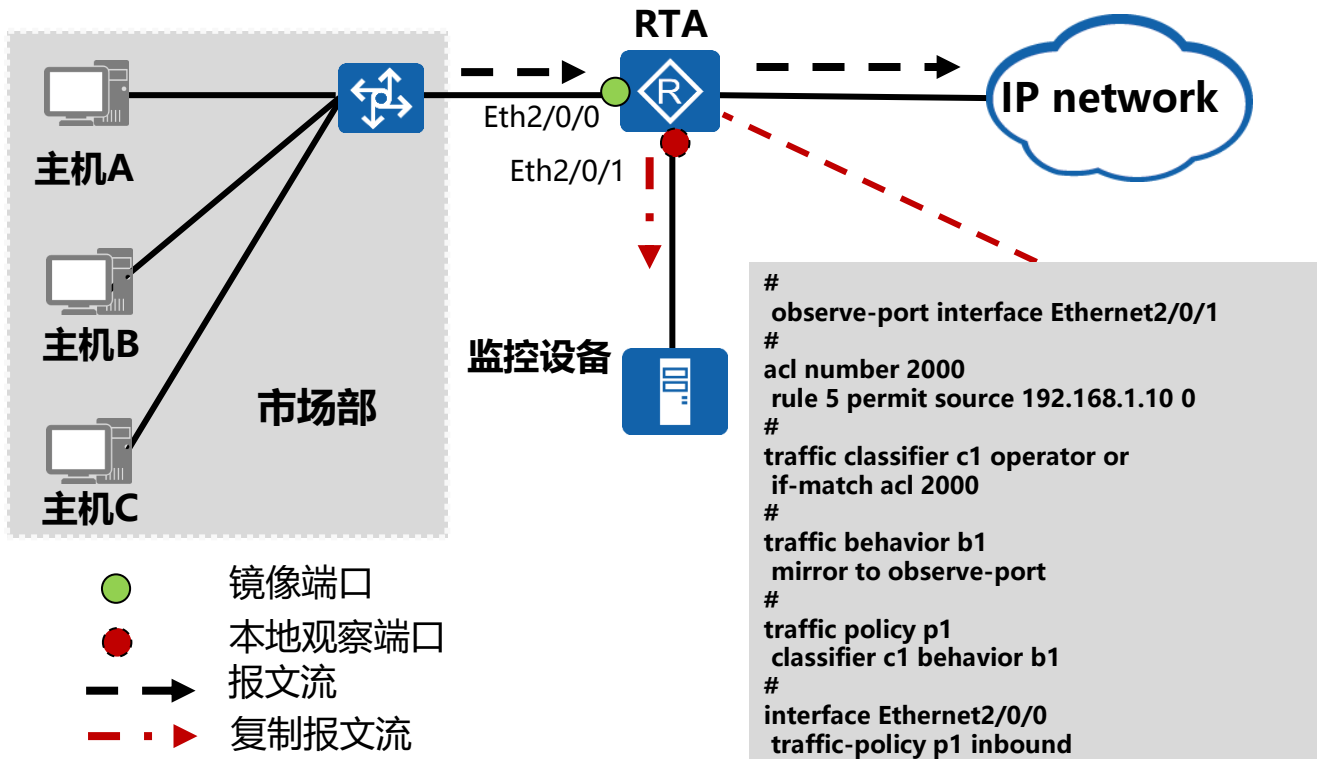 RTA
IP network
Eth2/0/0
Eth2/0/1
主机A
主机B
主机C
市场部
监控设备
R
#
observe-port interface Ethernet2/0/1
#
acl number 2000
rule 5 permit source 192.168.1.10 0
#
traffic classifier c1 operator or
if-match acl 2000
#
traffic behavior b1
mirror to observe-port
#
traffic policy p1
classifier c1 behavior b1
#
interface Ethernet2/0/0
traffic-policy p1 inbound
镜像端口
本地观察端口
报文流
复制报文流